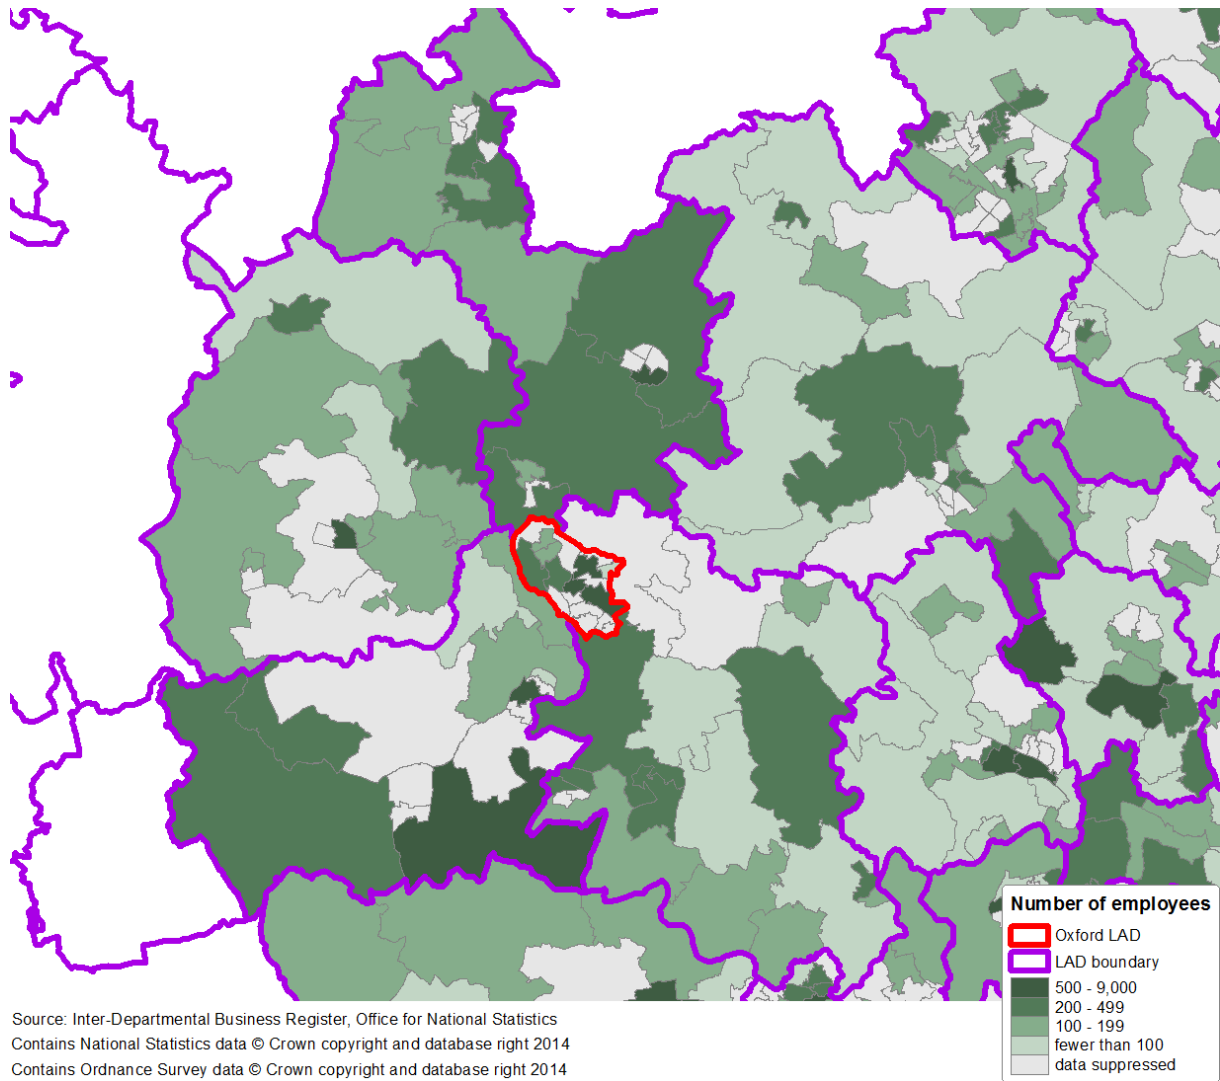 Number of employees
Oxford LAD
LAD boundary
500 - 9,000
200 - 499
100 - 199
fewer than 100
data suppressed
Source: Inter-Departmental Business Register, Office for National Statistics
Contains National Statistics data © Crown copyright and database right 2014
Contains Ordnance Survey data © Crown copyright and database right 2014